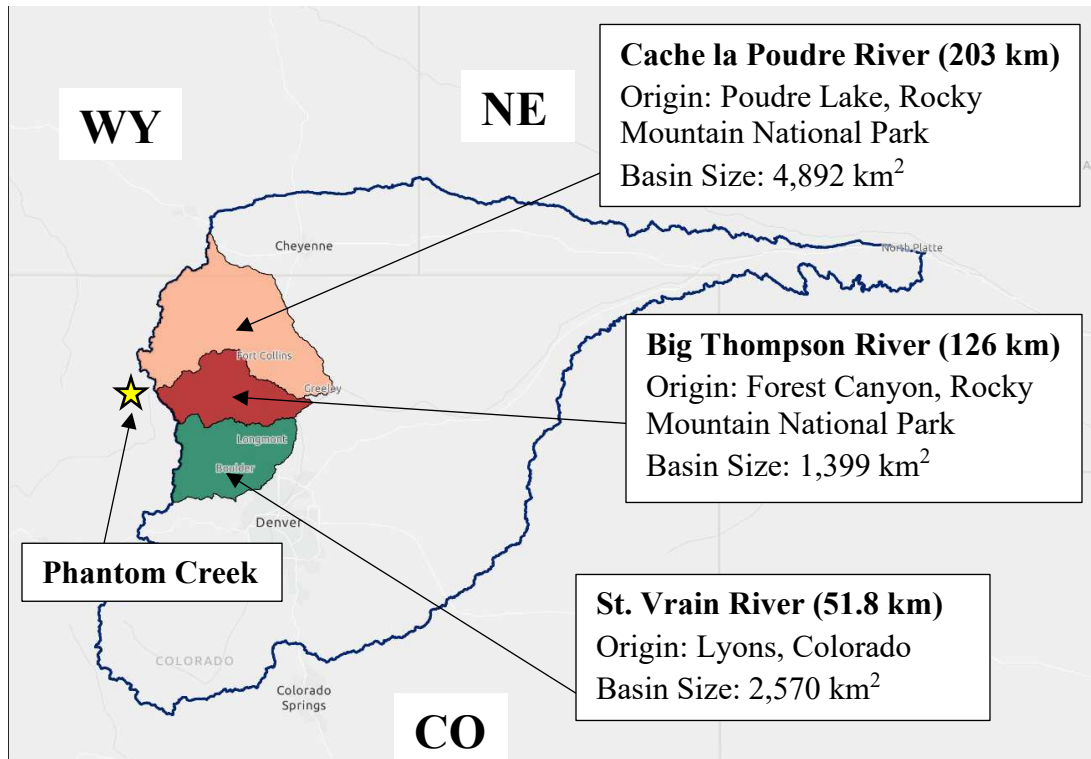 Cache la Poudre River (203 km)
Origin: Poudre Lake, Rocky
Mountain National Park
Basin Size: 4,892 km²
WY
NE
Cheyenne
North Platte
Fort Collins
Greeley
Big Thompson River (126 km)
Origin: Forest Canyon, Rocky
Mountain National Park
Basin Size: 1,399 km²
Longmont
Boulder
Denver
Phantom Creek
St. Vrain River (51.8 km)
Origin: Lyons, Colorado
Basin Size: 2,570 km²
COLORADO
Colorado
Springs
CO